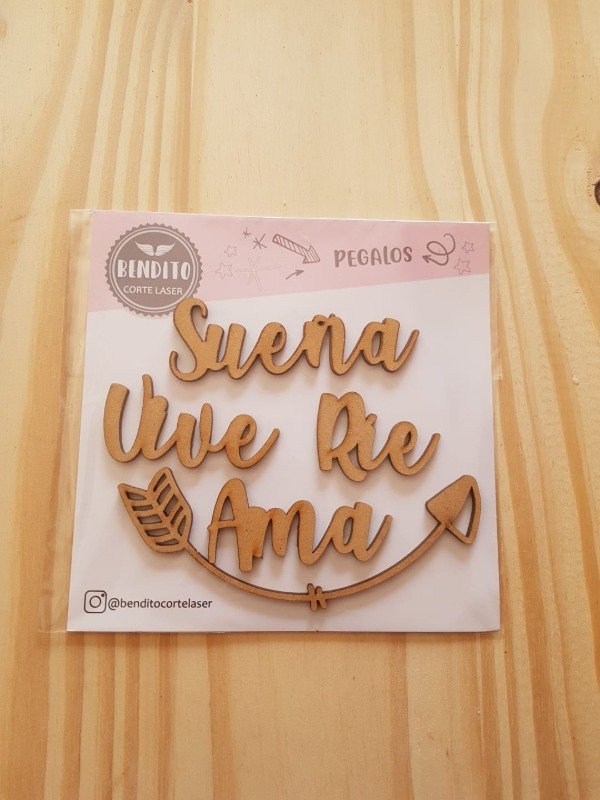 BENDITO
CORTE LASER
PEGALOS
Sueña
Vive Ríe
Ama
@benditocortelaser